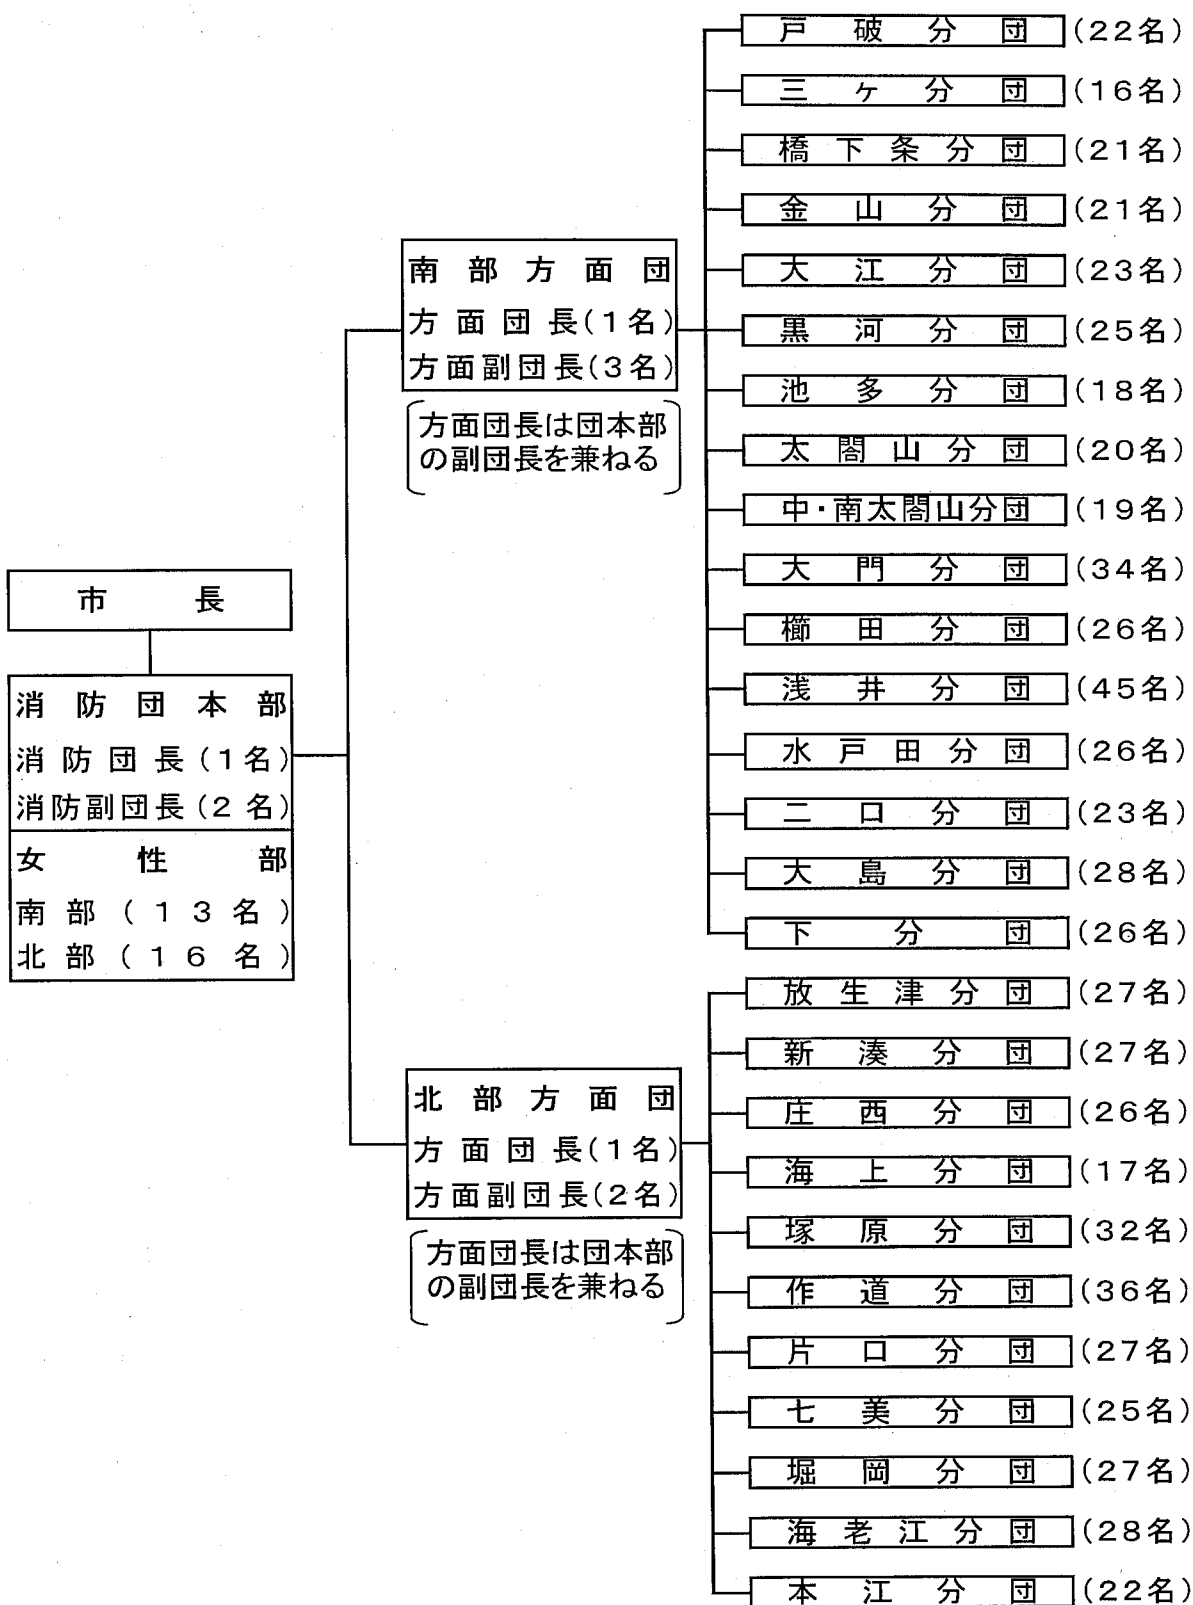 市長
消防団本部
消防団長(1名)
消防副団長(2名)
女性部
南部(13名)
北部(16名)
南部方面団
方面団長(1名)
方面副団長(3名)
方面団長は団本部
の副団長を兼ねる
戸破分団(22名)
三ケ分団(16名)
橋下条分団(21名)
金山分団(21名)
大江分団(23名)
黒河分団(25名)
池多分団(18名)
太閤山分団(20名)
中・南太閤山分団(19名)
大門分団(34名)
櫛田分団(26名)
浅井分団(45名)
水戸田分団(26名)
二口分団(23名)
大島分団(28名)
下分団(26名)
北部方面団
方面団長(1名)
方面副団長(2名)
方面団長は団本部
の副団長を兼ねる
放生津分団(27名)
新湊分団(27名)
庄西分団(26名)
海上分団(17名)
塚原分団(32名)
作道分団(36名)
片口分団(27名)
七美分団(25名)
堀岡分団(27名)
海老江分団(28名)
本江分団(22名)